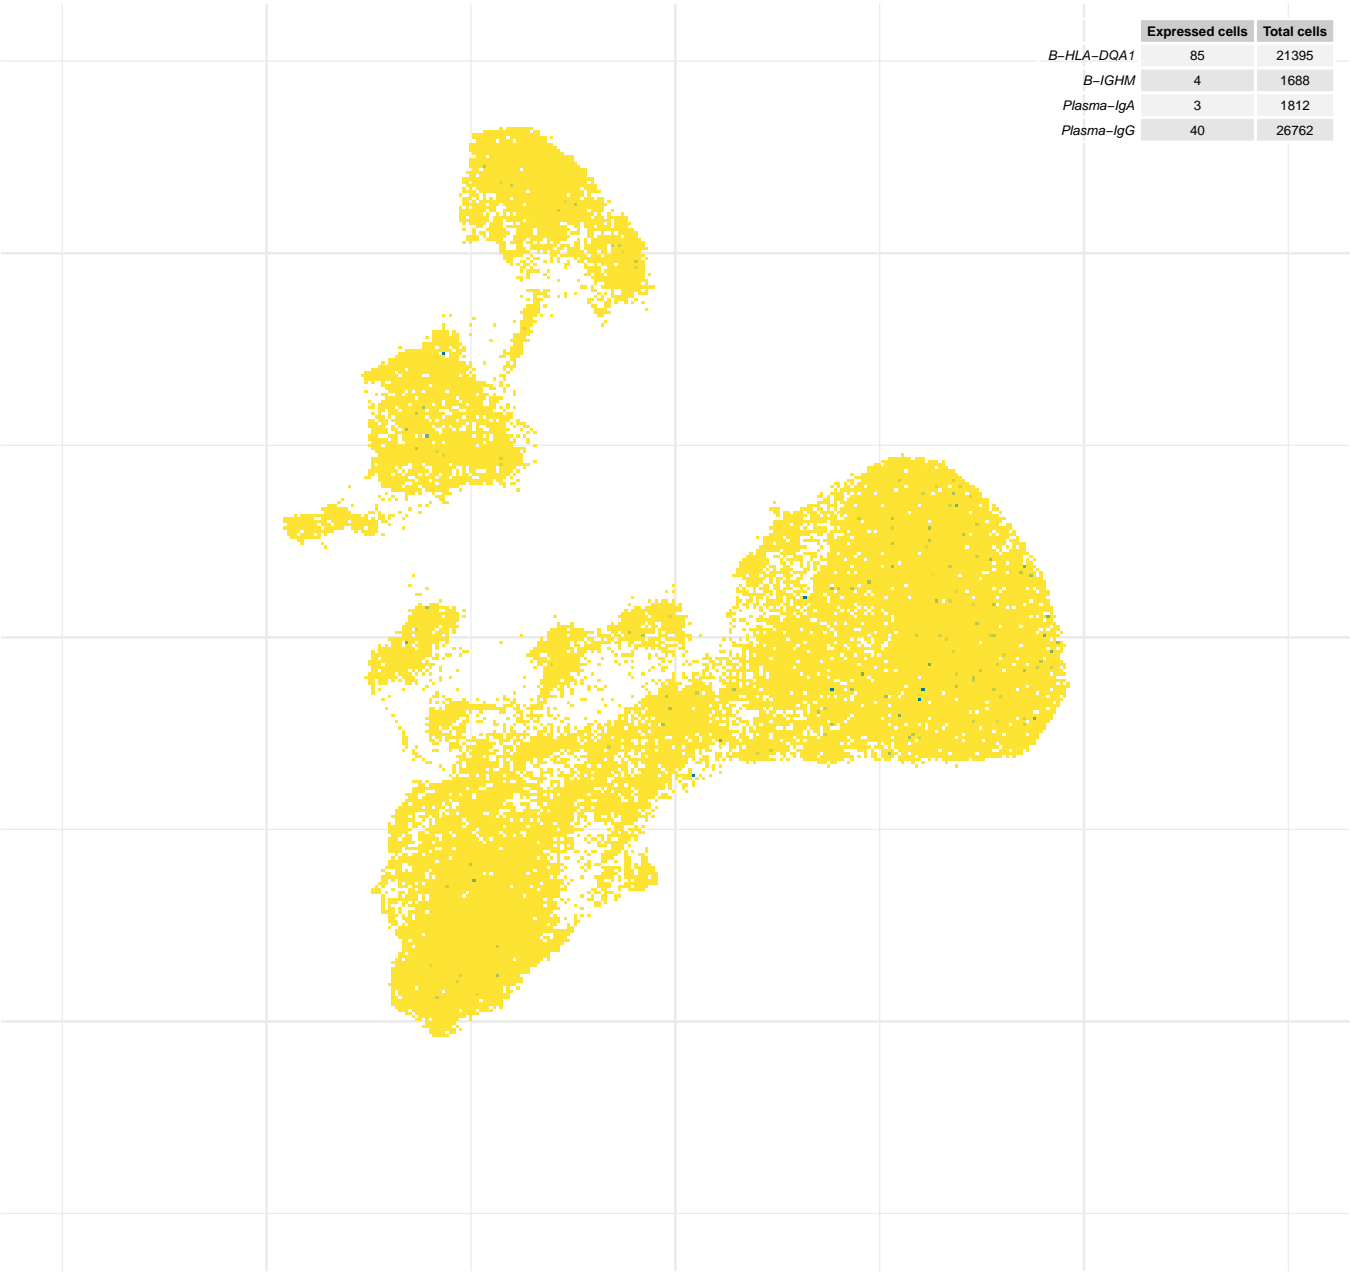 Expressed cells Total cells
B–HLA–DQA1 85 21395
B–IGHM 4 1688
Plasma–IgA 3 1812
Plasma–IgG 40 26762